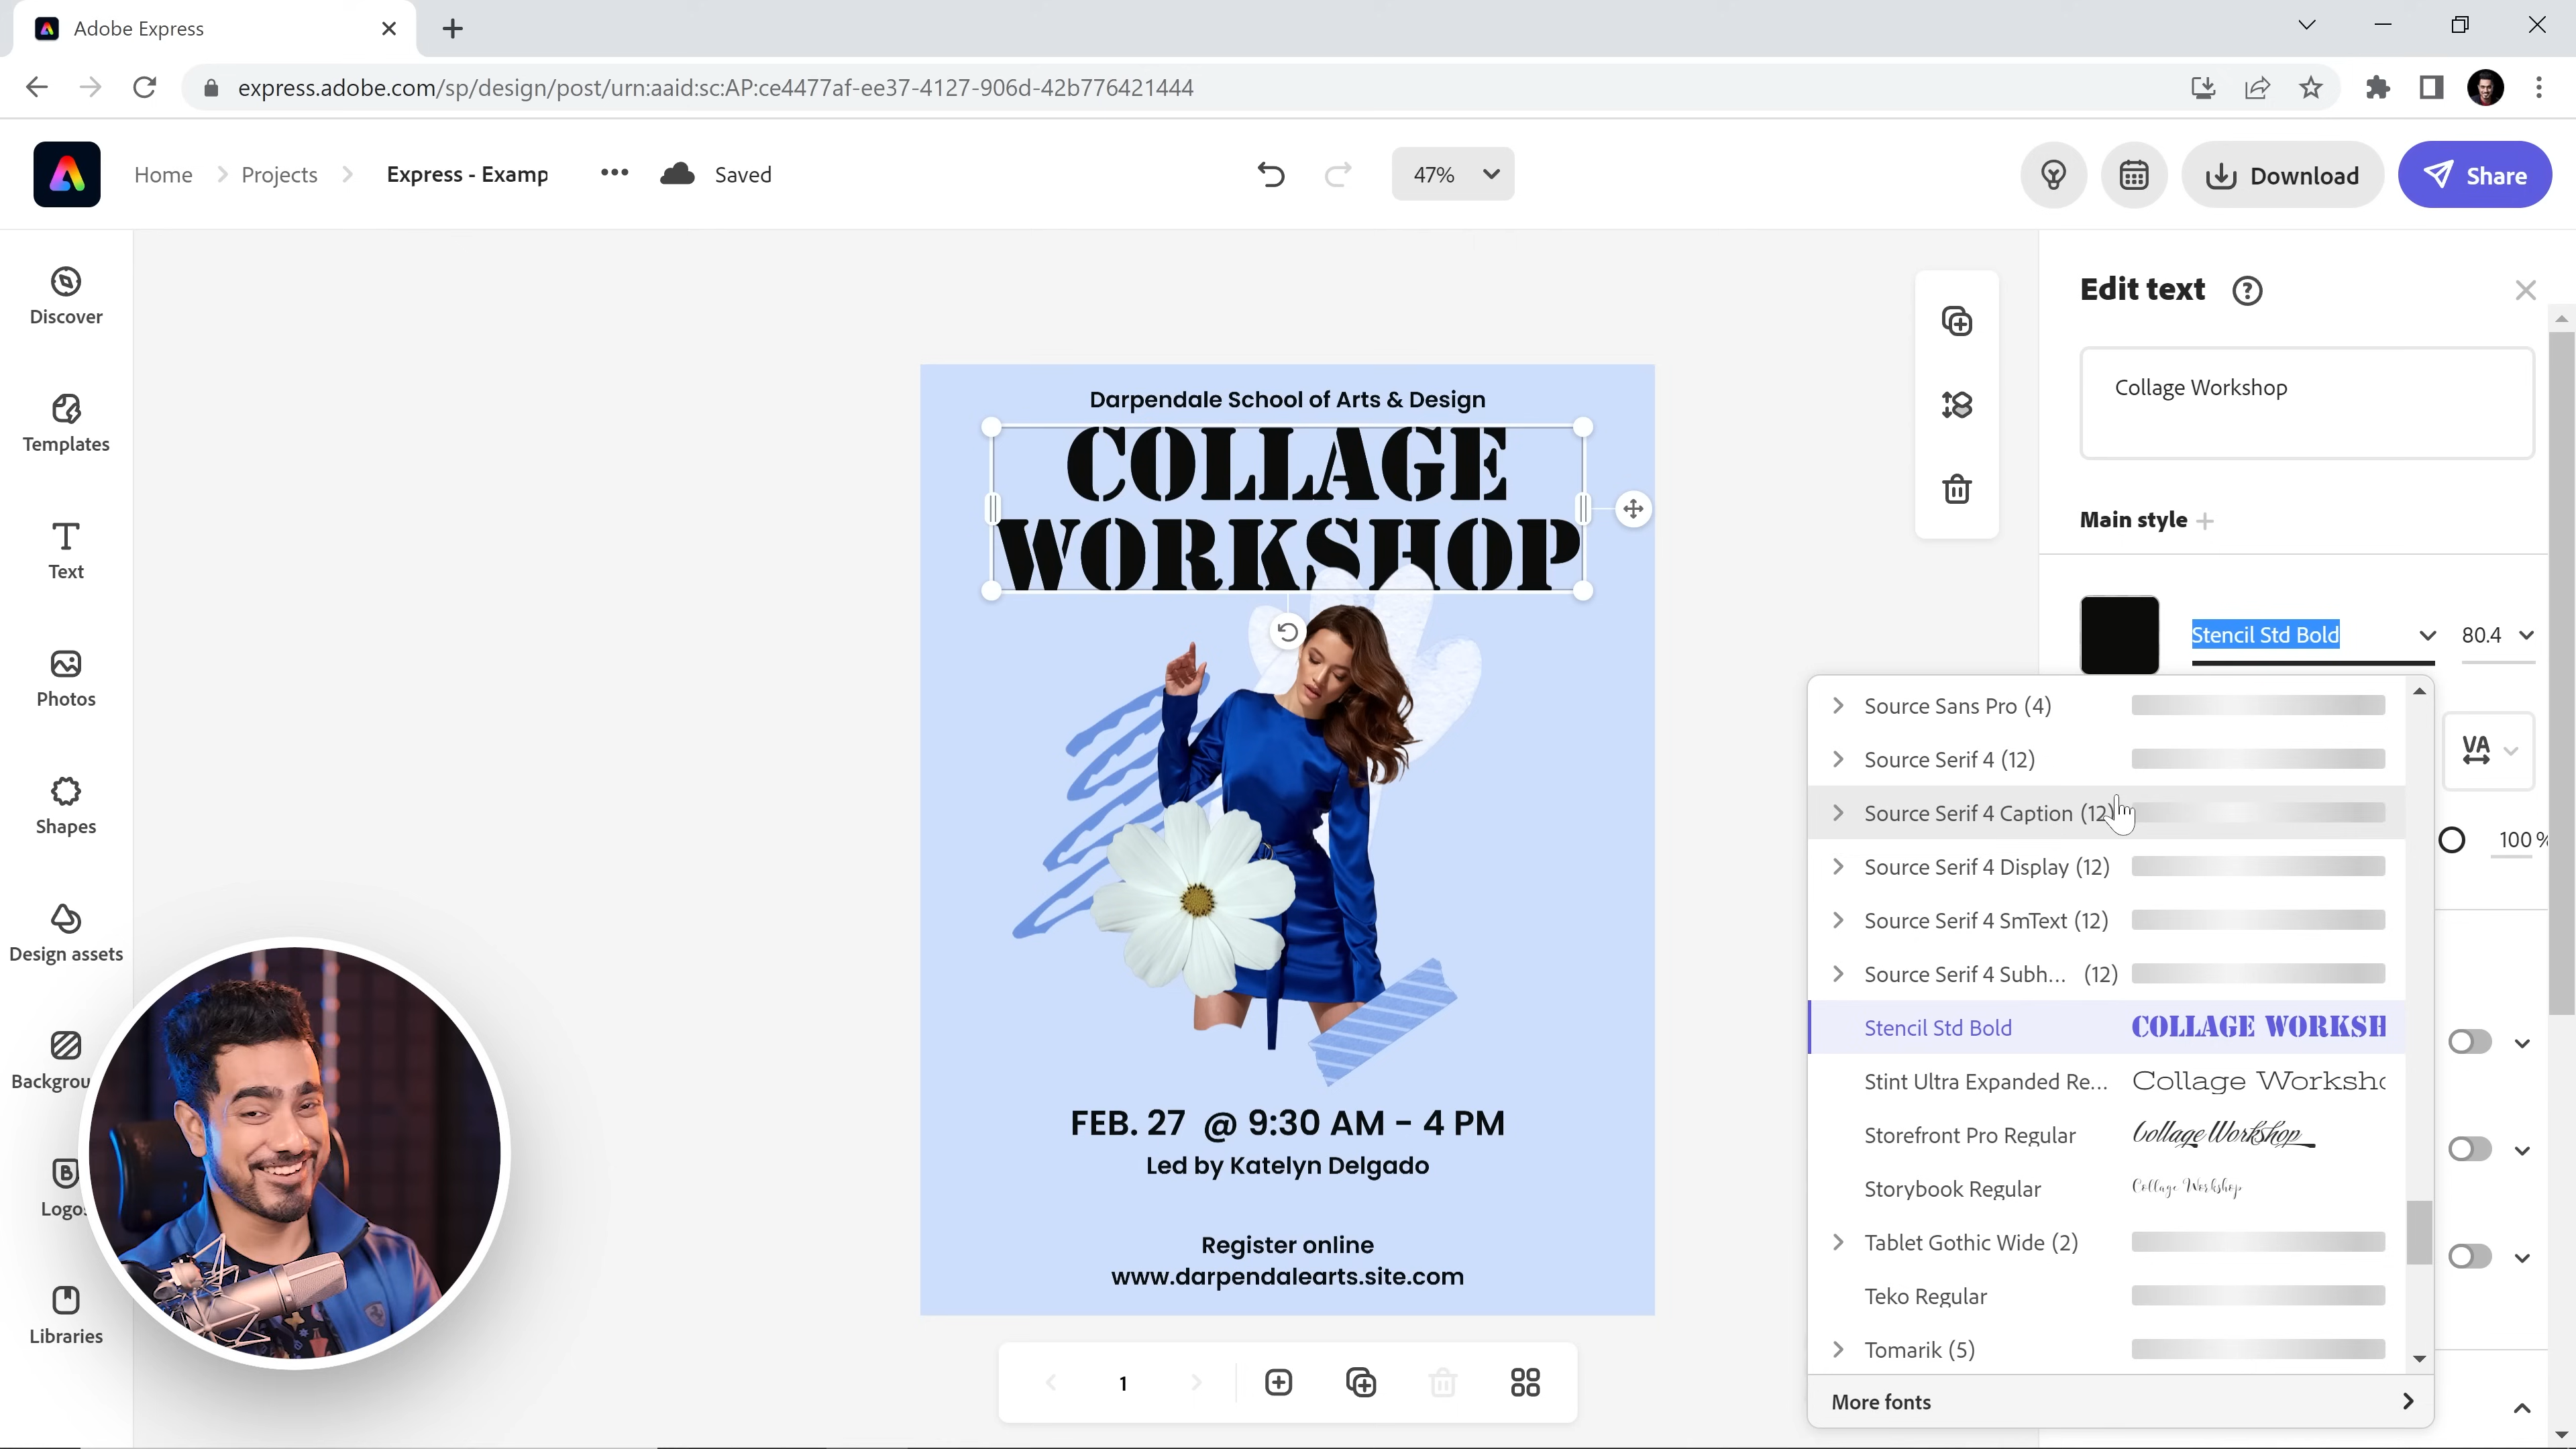 Adobe Express
express.adobe.com/sp/design/post/urn:aaid:sc:AP:ce4477af-ee37-4127-906d-42b776421444
Home
Projects
Express - Examp
Saved
47%
Download
Share
Discover
Templates
Text
Photos
Shapes
Design assets
Backgrou
Logos
Libraries
Darpendale School of Arts & Design
COLLAGE
WORKSHOP
FEB. 27 @ 9:30 AM - 4 PM
Led by Katelyn Delgado
Register online
www.darpendalearts.site.com
1
Edit text
Collage Workshop
Main style
Stencil Std Bold
80.4
VA
100 %
Source Sans Pro (4)
Source Serif 4 (12)
Source Serif 4 Caption (12)
Source Serif 4 Display (12)
Source Serif 4 SmText (12)
Source Serif 4 Subh... (12)
Stencil Std Bold COLLAGE WORKSH
Stint Ultra Expanded Re... Collage Worksho
Storefront Pro Regular Collage Workshop
Storybook Regular Collage Workshop
Tablet Gothic Wide (2)
Teko Regular
Tomarik (5)
More fonts